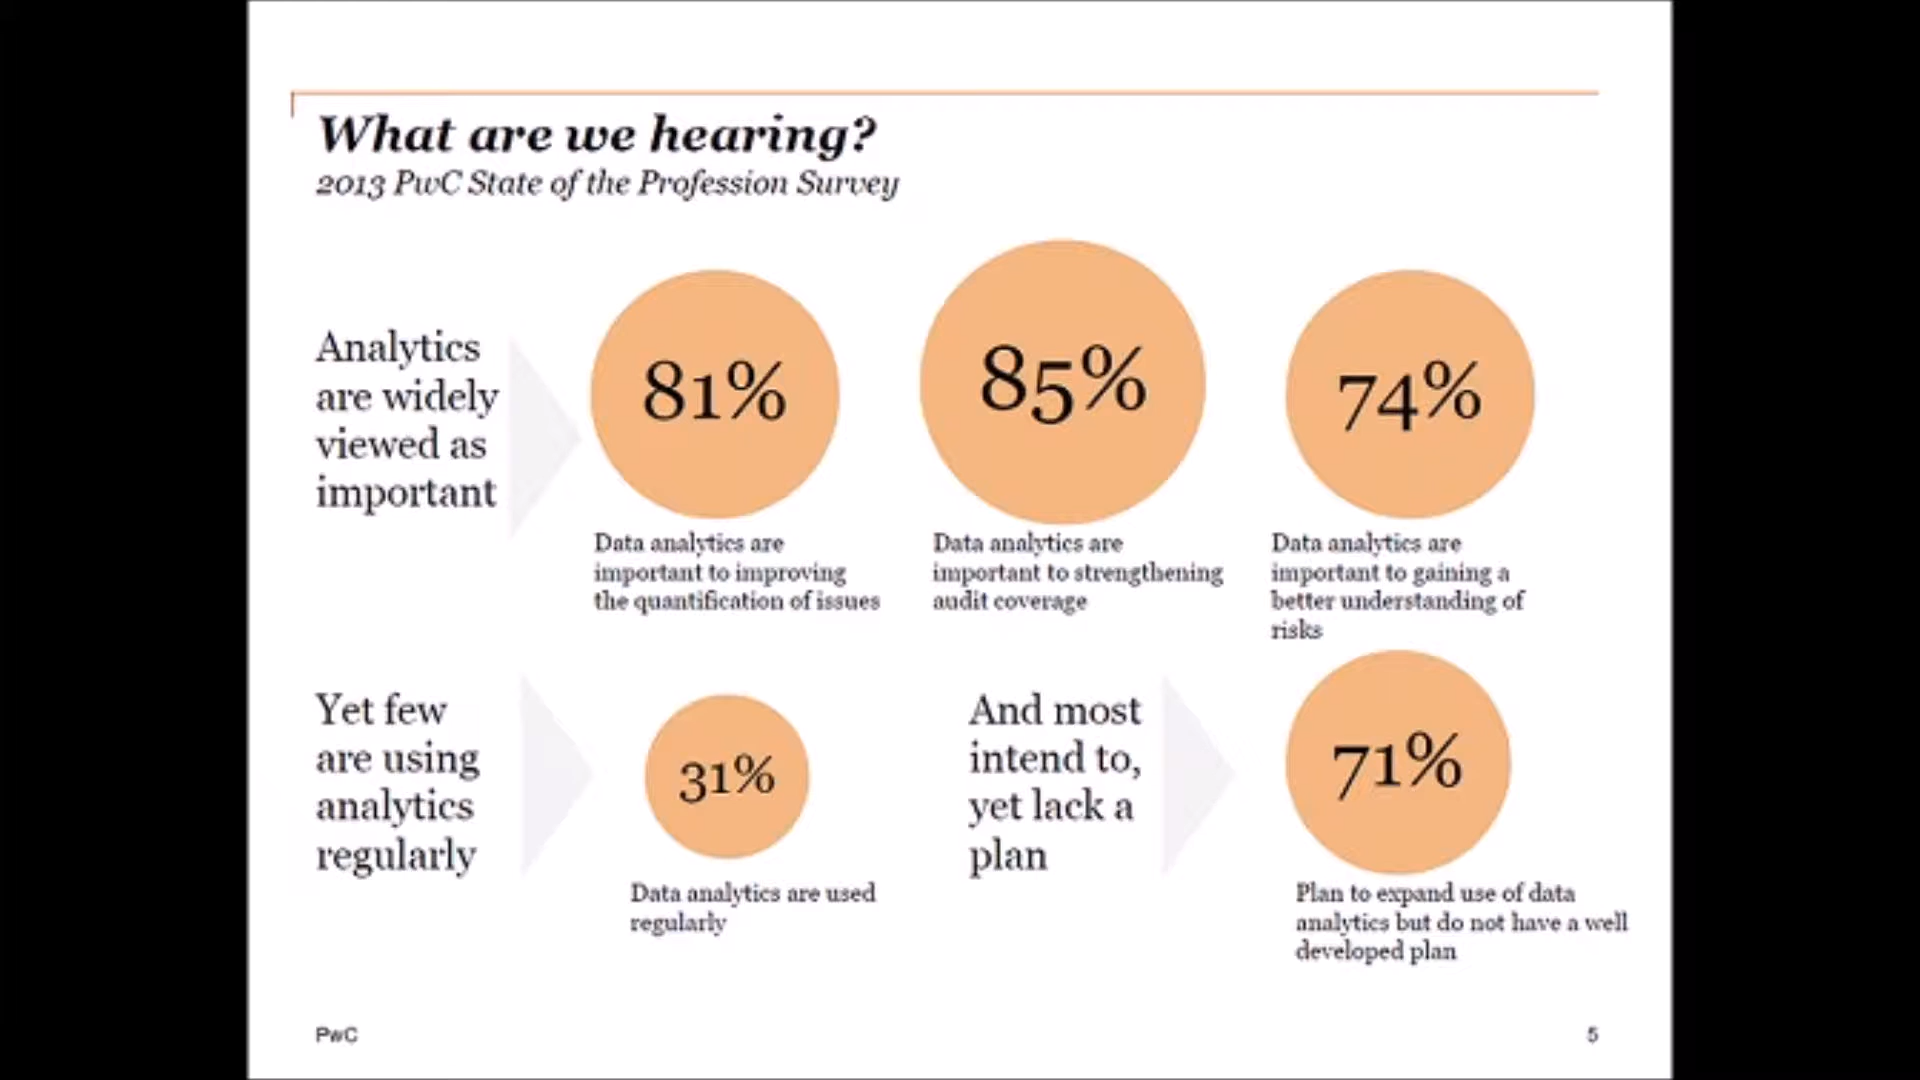 What are we hearing?
2013 PwC State of the Profession Survey
Analytics
are widely
viewed as
important
81%
Data analytics are
important to improving
the quantification of issues
85%
Data analytics are
important to strengthening
audit coverage
74%
Data analytics are
important to gaining a
better understanding of
risks
Yet few
are using
analytics
regularly
31%
Data analytics are used
regularly
And most
intend to,
yet lack a
plan
71%
Plan to expand use of data
analytics but do not have a well
developed plan
PwC
5